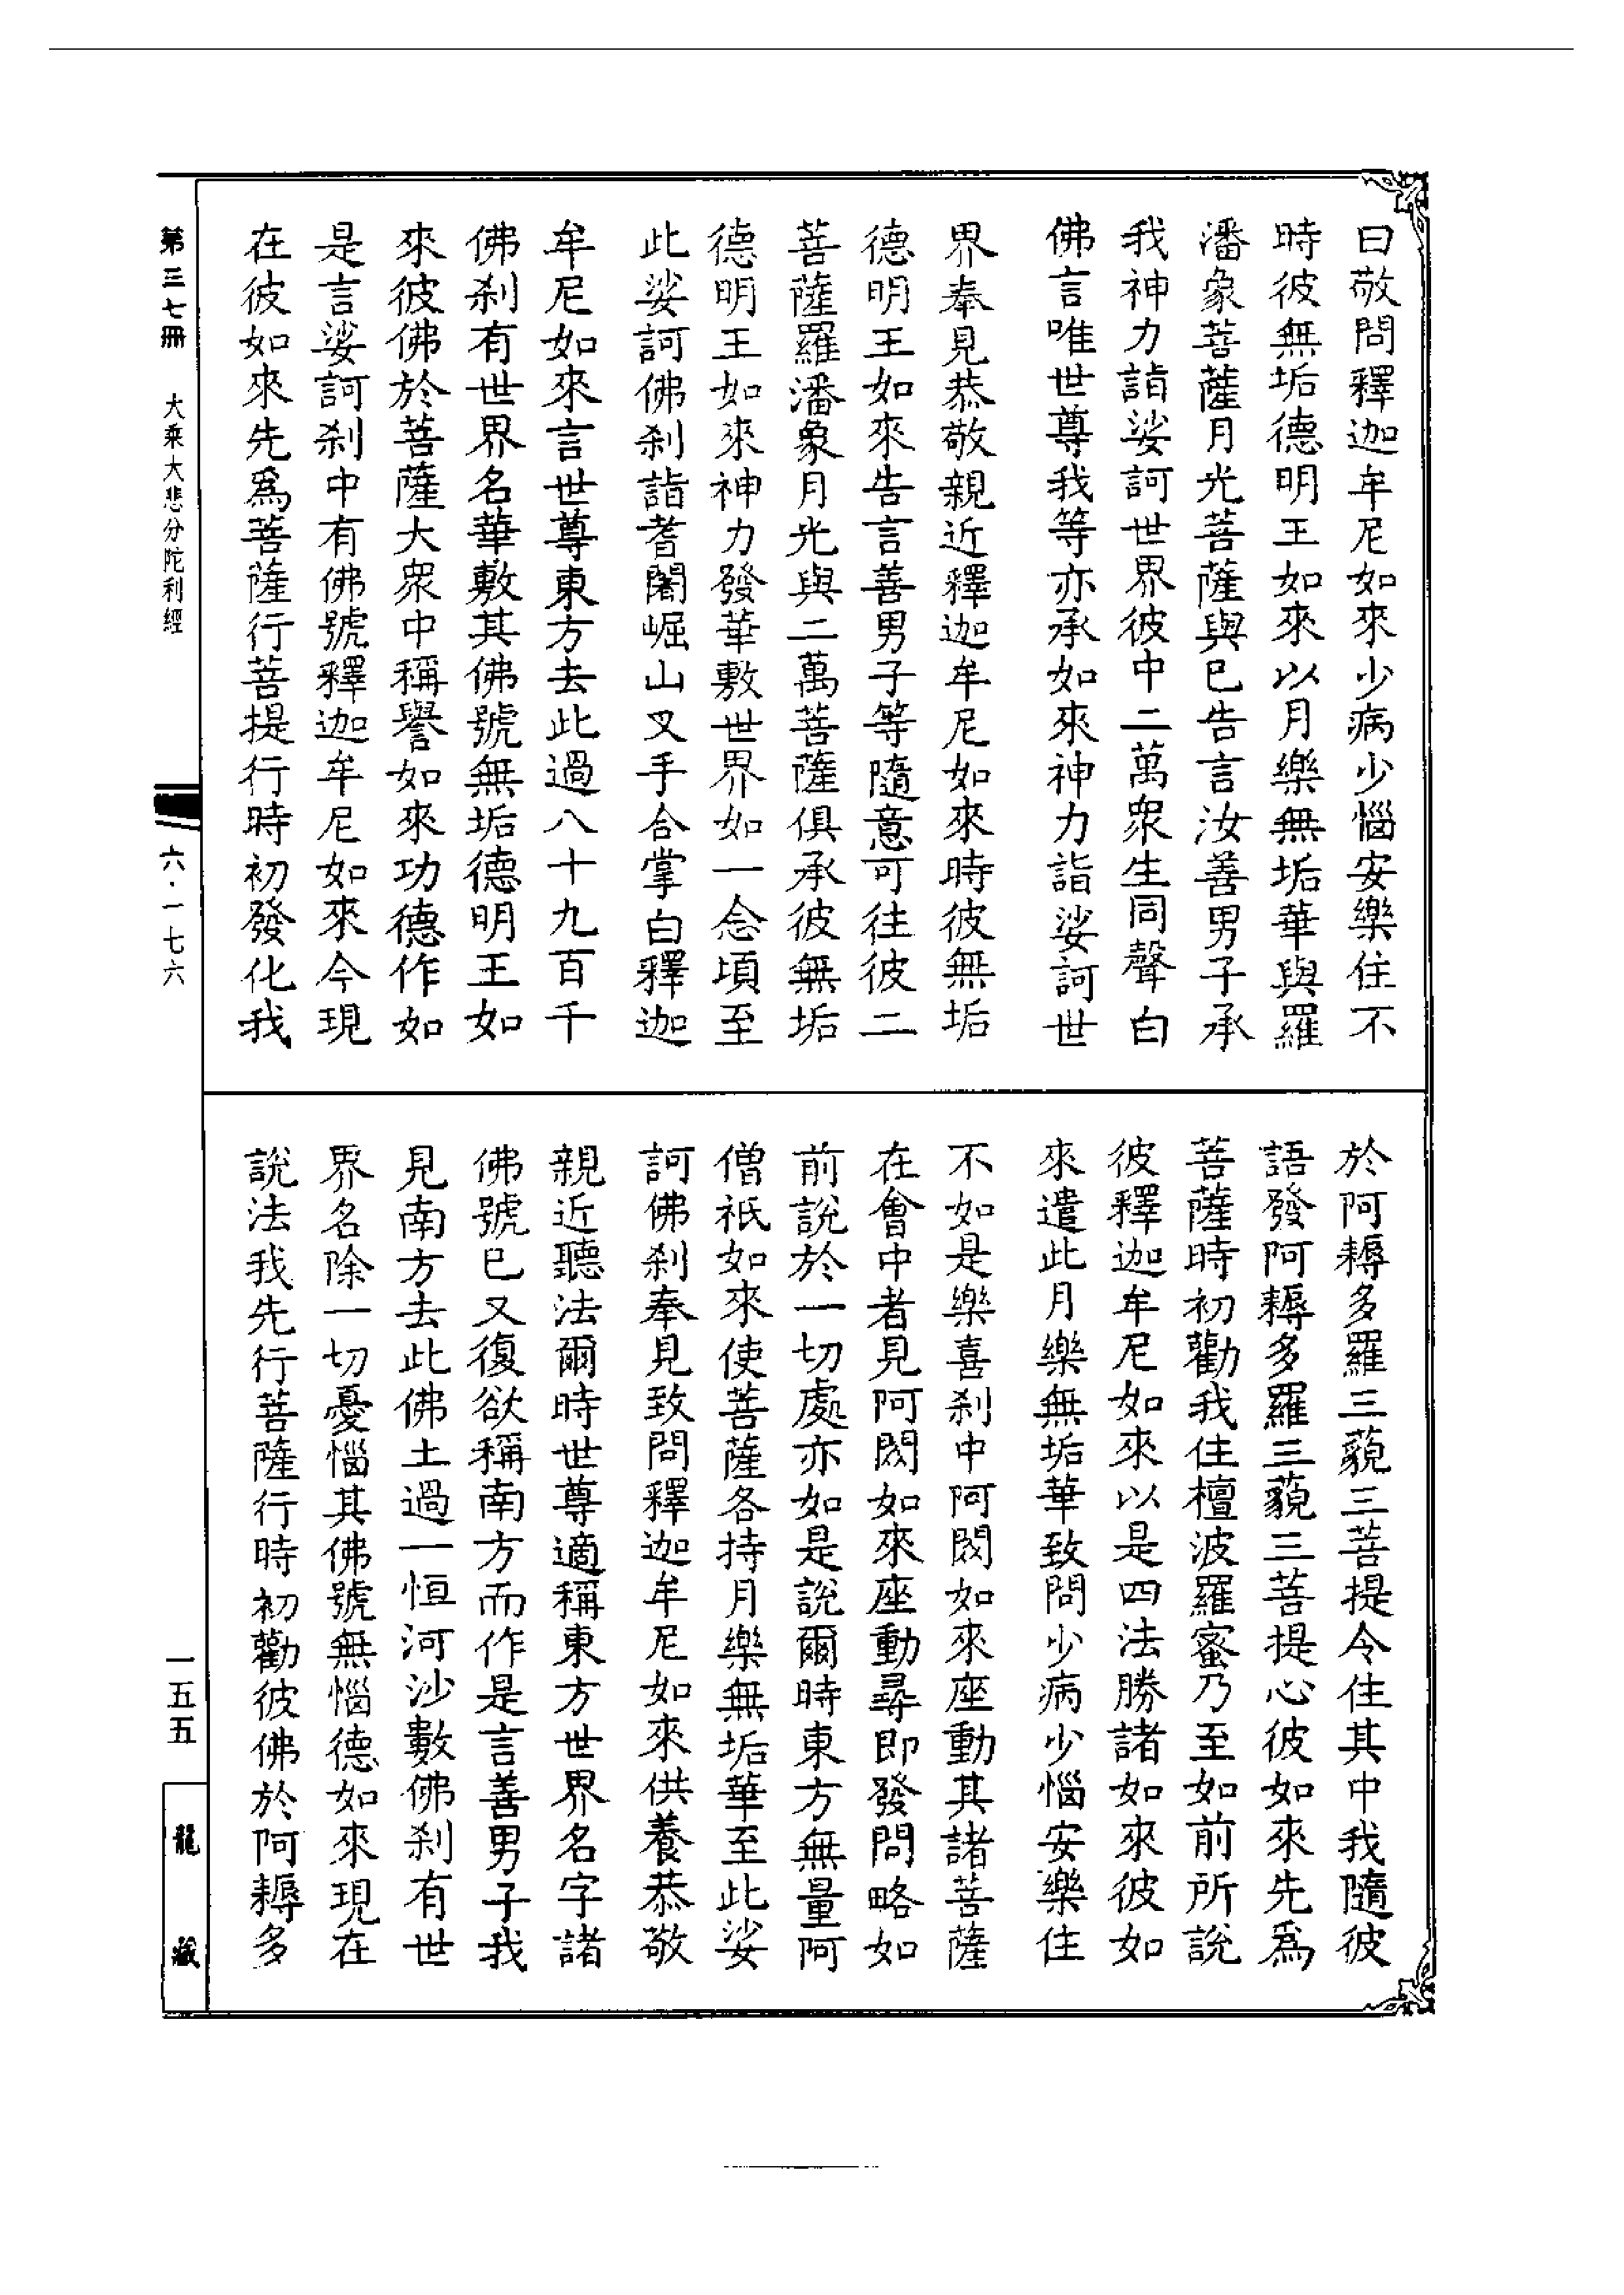 曰敬問釋迦牟尼如來少病少惱安樂住不
時彼無垢德明王如來以月樂無垢華與羅
潘象菩薩月光菩薩與已告言汝善男子承
我神力詣娑訶世界彼中二萬衆生同聲白
佛言唯世尊我等亦承如來神力詣娑訶世
界奉見恭敬親近釋迦牟尼如來時彼無垢
德明王如來告言善男子等隨意可往彼二
菩薩羅潘象月光與二萬菩薩俱承彼無垢
德明王如來神力發華敷世界如一念頃至
此娑訶佛刹詣耆闍崛山叉手合掌白釋迦
牟尼如來言世尊東方去此過八十九百千
佛刹有世界名華敷其佛號無垢德明王如
來彼佛於菩薩大衆中稱譽如來功德作如
是言娑訶刹中有佛號釋迦牟尼如來今現
在彼如來先爲菩薩行菩提行時初發化我
於阿耨多羅三藐三菩提令住其中我隨彼
語發阿耨多羅三藐三菩提心彼如來先爲
菩薩時初勸我住檀波羅蜜乃至如前所說
彼釋迦牟尼如來以是四法勝諸如來彼如
來遣此月樂無垢華致問少病少惱安樂住
不如是樂喜刹中阿閦如來座動其諸菩薩
在會中者見阿閦如來座動尋即發問略如
前說於一切處亦如是說爾時東方無量阿
僧祇如來使菩薩各持月樂無垢華至此娑
訶佛刹奉見致問釋迦牟尼如來供養恭敬
親近聽法爾時世尊適稱東方世界名字諸
佛號已又復欲稱南方而作是言善男子我
見南方去此佛土過一恒河沙數佛刹有世
界名除一切憂惱其佛號無惱德如來現在
說法我先行菩薩行時初勸彼佛於阿耨多
第三七冊 大乘大悲分陀利經
六·一七六
一五五
龍藏